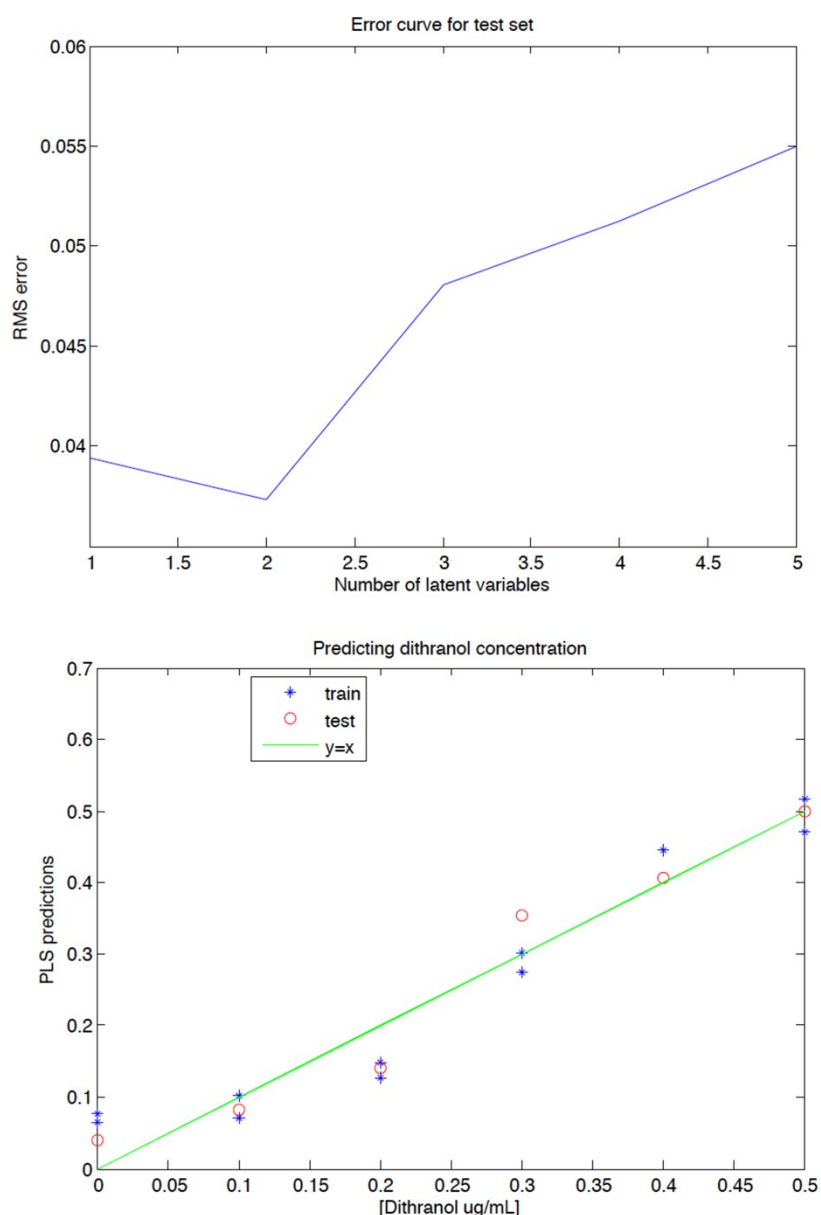 Error curve for test set
0.06
0.055
0.05
0.045
0.04
RMS error
1 1.5 2 2.5 3 3.5 4 4.5 5
Number of latent variables
Predicting dithranol concentration
0.7
0.6
0.5
0.4
0.3
0.2
0.1
0
PLS predictions
train
test
y=x
0 0.05 0.1 0.15 0.2 0.25 0.3 0.35 0.4 0.45 0.5
[Dithranol ug/mL]